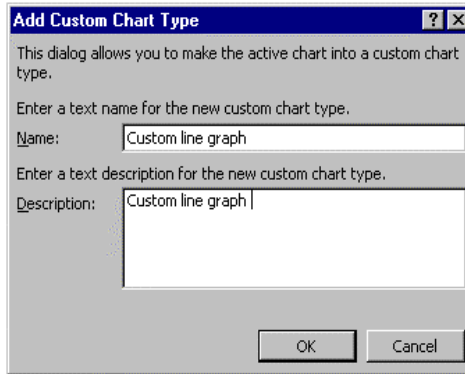 Add Custom Chart Type
This dialog allows you to make the active chart into a custom chart
type.
Enter a text name for the new custom chart type.
Name: Custom line graph
Enter a text description for the new custom chart type.
Description: Custom line graph
OK Cancel